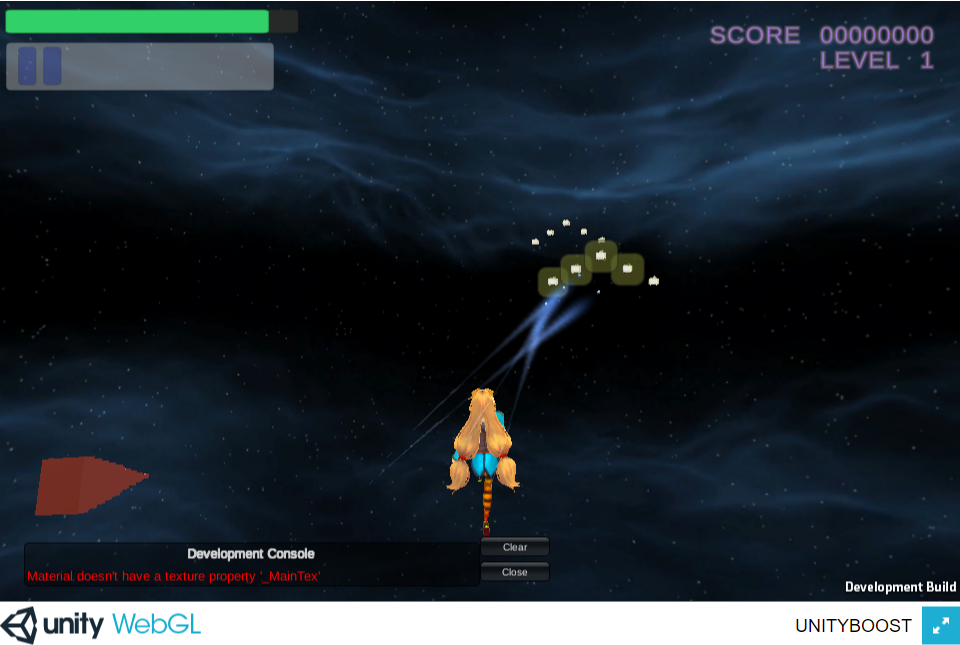 SCORE 00000000
LEVEL 1
Development Console
Material doesn't have a texture property '_MainTex'
Clear
Close
Development Build
unity WebGL
UNITYBOOST